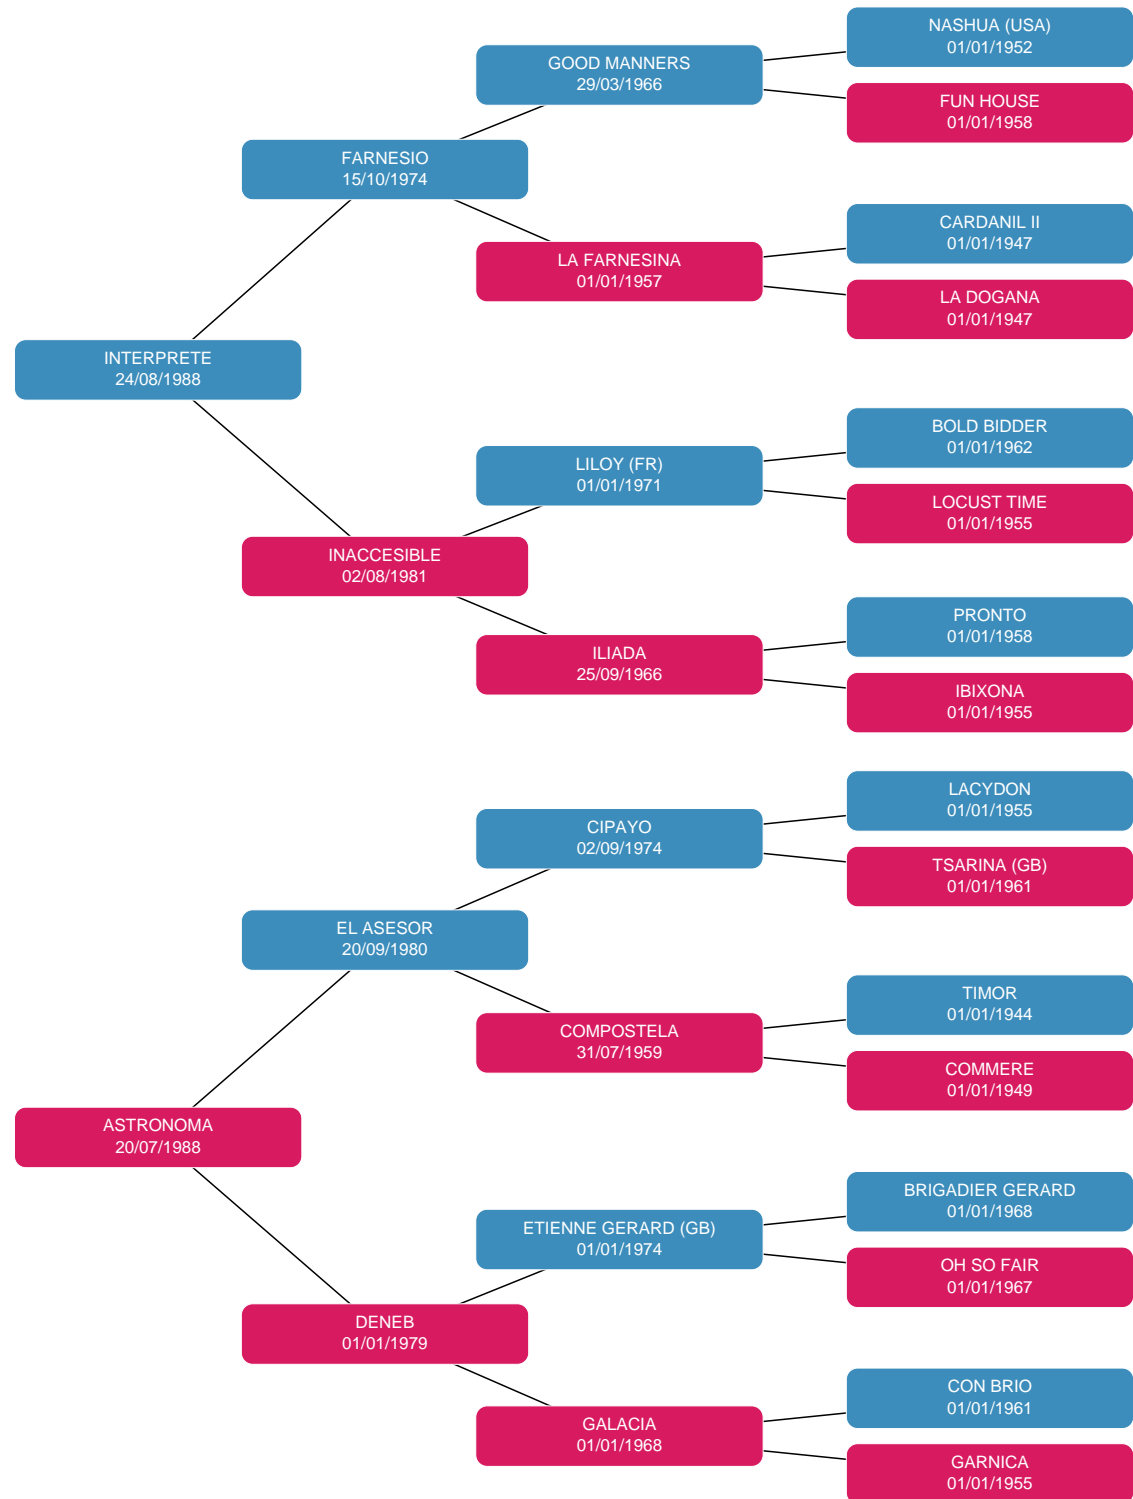 NASHUA (USA)
01/01/1952
GOOD MANNERS
29/03/1966
FUN HOUSE
01/01/1958
FARNESIO
15/10/1974
CARDANIL II
01/01/1947
LA FARNESINA
01/01/1957
LA DOGANA
01/01/1947
INTERPRETE
24/08/1988
BOLD BIDDER
01/01/1962
LILOY (FR)
01/01/1971
LOCUST TIME
01/01/1955
INACCESIBLE
02/08/1981
PRONTO
01/01/1958
ILIADA
25/09/1966
IBIXONA
01/01/1955
LACYDON
01/01/1955
CIPAYO
02/09/1974
TSARINA (GB)
01/01/1961
EL ASESOR
20/09/1980
TIMOR
01/01/1944
COMPOSTELA
31/07/1959
COMMERE
01/01/1949
ASTRONOMA
20/07/1988
BRIGADIER GERARD
01/01/1968
ETIENNE GERARD (GB)
01/01/1974
OH SO FAIR
01/01/1967
DENEB
01/01/1979
CON BRIO
01/01/1961
GALACIA
01/01/1968
GARNICA
01/01/1955